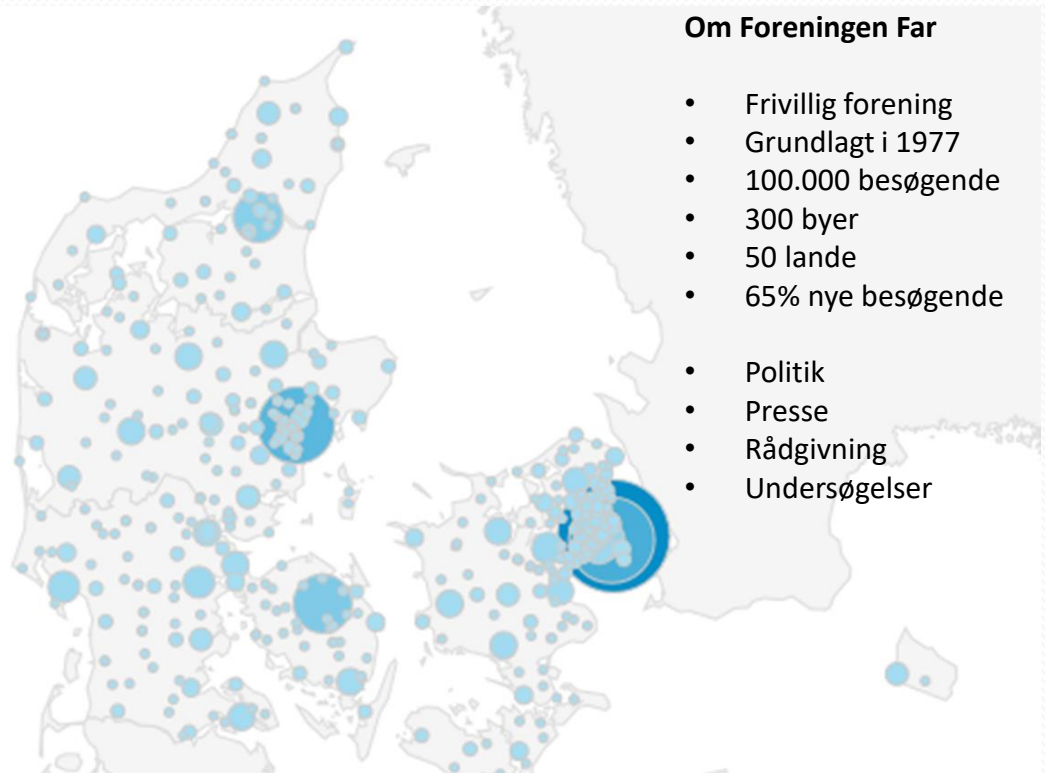 Om Foreningen Far
• Frivillig forening
• Grundlagt i 1977
• 100.000 besøgende
• 300 byer
• 50 lande
• 65% nye besøgende
• Politik
• Presse
• Rådgivning
• Undersøgelser